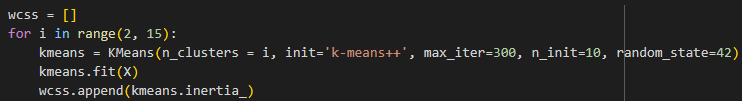 wcss = []
for i in range(2, 15):
    kmeans = KMeans(n_clusters = i, init='k-means++', max_iter=300, n_init=10, random_state=42)
    kmeans.fit(X)
    wcss.append(kmeans.inertia_)